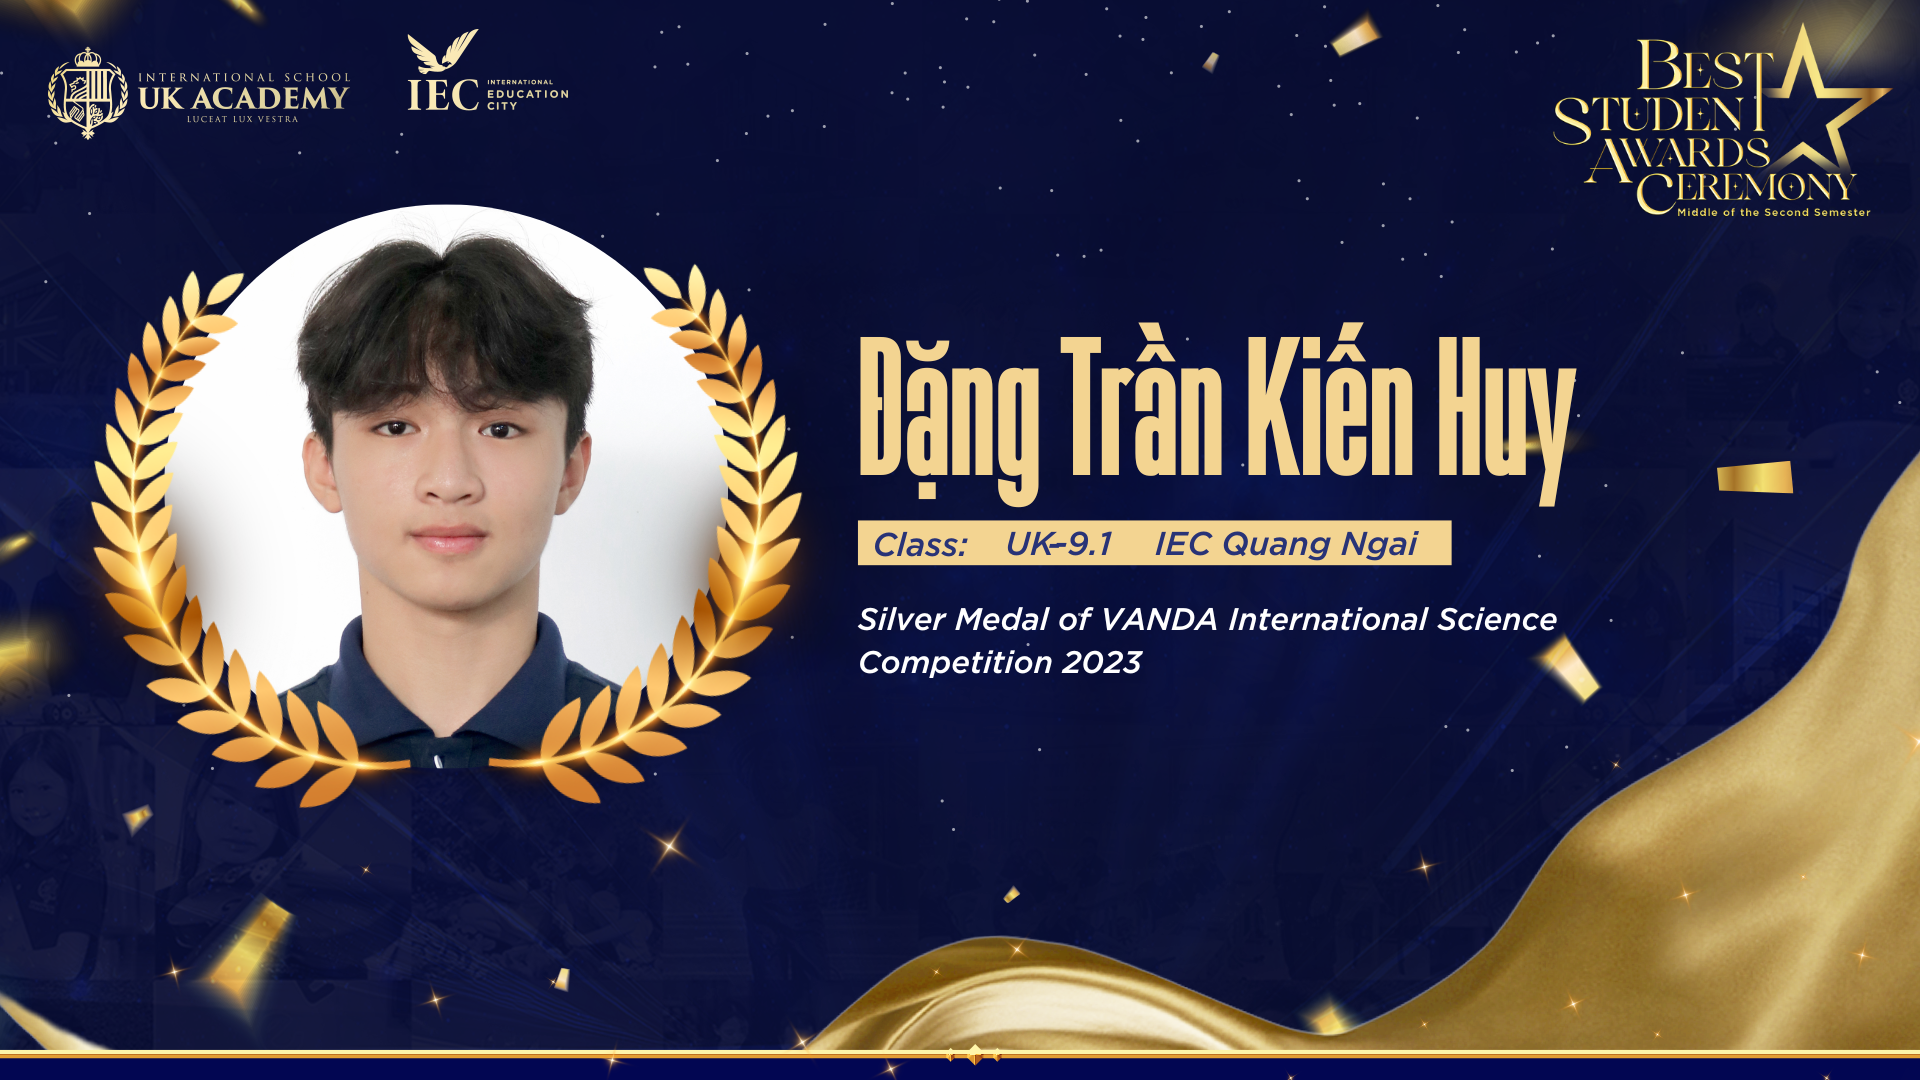 INTERNATIONAL SCHOOL
UK ACADEMY
LUCEAT LUX VESTRA
IEC
INTERNATIONAL
EDUCATION
CITY
BEST
STUDENT
AWARDS
CEREMONY
Middle of the Second Semester
Đặng Trần Kiến Huy
Class: UK-9.1 IEC Quang Ngai
Silver Medal of VANDA International Science
Competition 2023